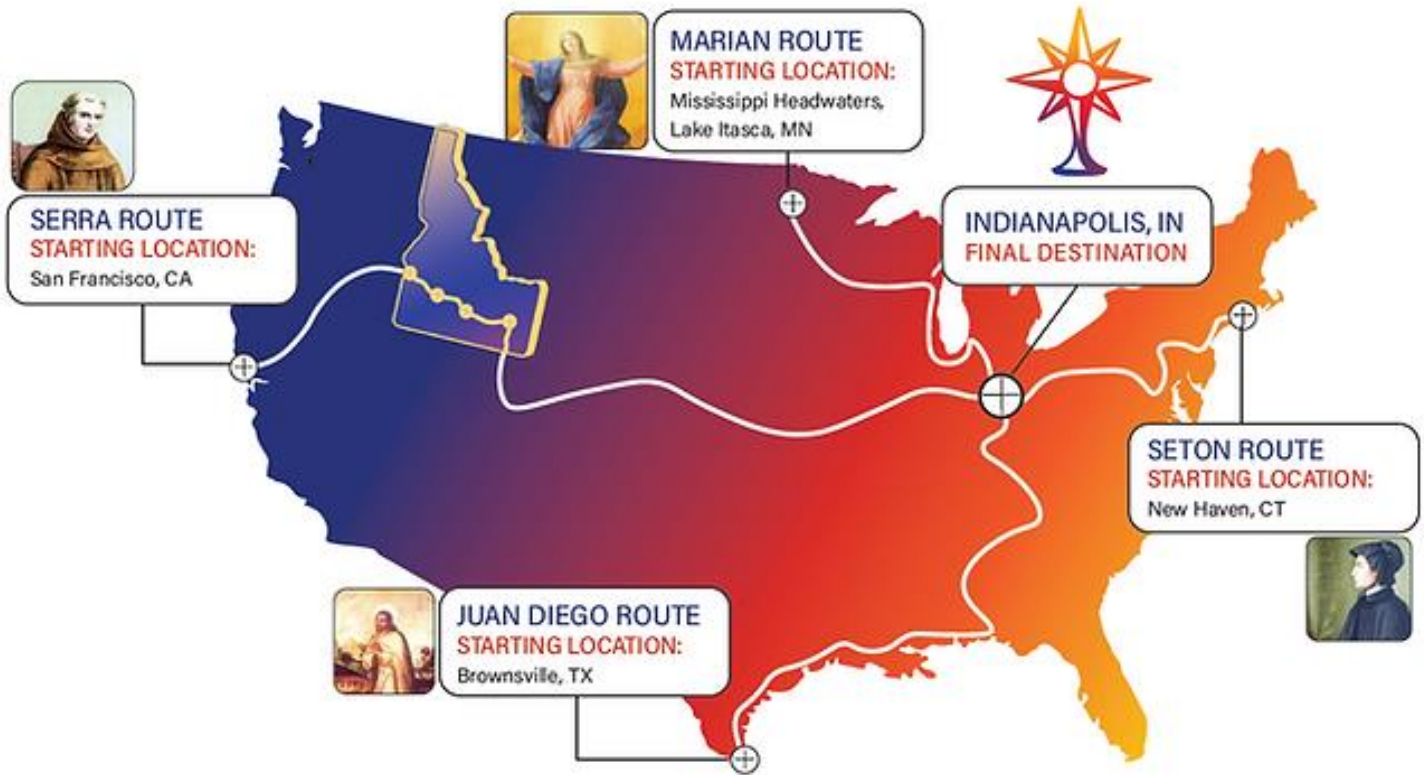 MARIAN ROUTE
STARTING LOCATION:
Mississippi Headwaters,
Lake Itasca, MN
SERRA ROUTE
STARTING LOCATION:
San Francisco, CA
INDIANAPOLIS, IN
FINAL DESTINATION
SETON ROUTE
STARTING LOCATION:
New Haven, CT
JUAN DIEGO ROUTE
STARTING LOCATION:
Brownsville, TX